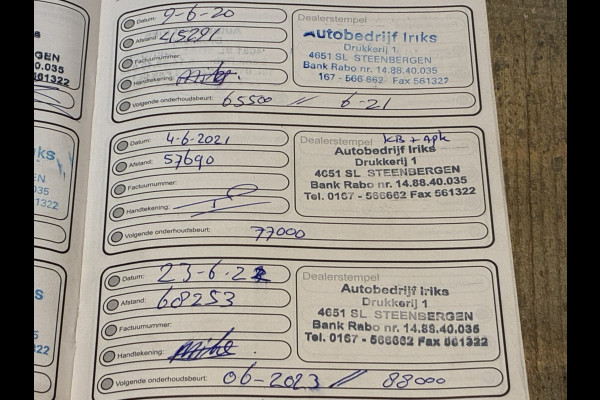 Datum: 9-6-20
Afstand: 45291
Factuurnummer:
Handtekening:
Volgende onderhoudsbeurt: 65500 // 6-21
Dealerstempel
Autobedrijf Iriks
Drukkerij 1
4651 SL STEENBERGEN
Bank Rabo nr. 14.88.40.035
167 - 566 662 Fax 561322
Datum: 4-6-2021
Afstand: 57690
Factuurnummer:
Handtekening:
Volgende onderhoudsbeurt: 77000
Dealerstempel KB + Apk
Autobedrijf Iriks
Drukkerij 1
4651 SL STEENBERGEN
Bank Rabo nr. 14.88.40.035
Tel. 0167 - 566662 Fax 561322
Datum: 23-6-22
Afstand: 68253
Factuurnummer:
Handtekening:
Volgende onderhoudsbeurt: 06-2023 // 88000
Dealerstempel
Autobedrijf Iriks
Drukkerij 1
4651 SL STEENBERGEN
Bank Rabo nr. 14.88.40.035
Tel. 0167 - 566662 Fax 561322